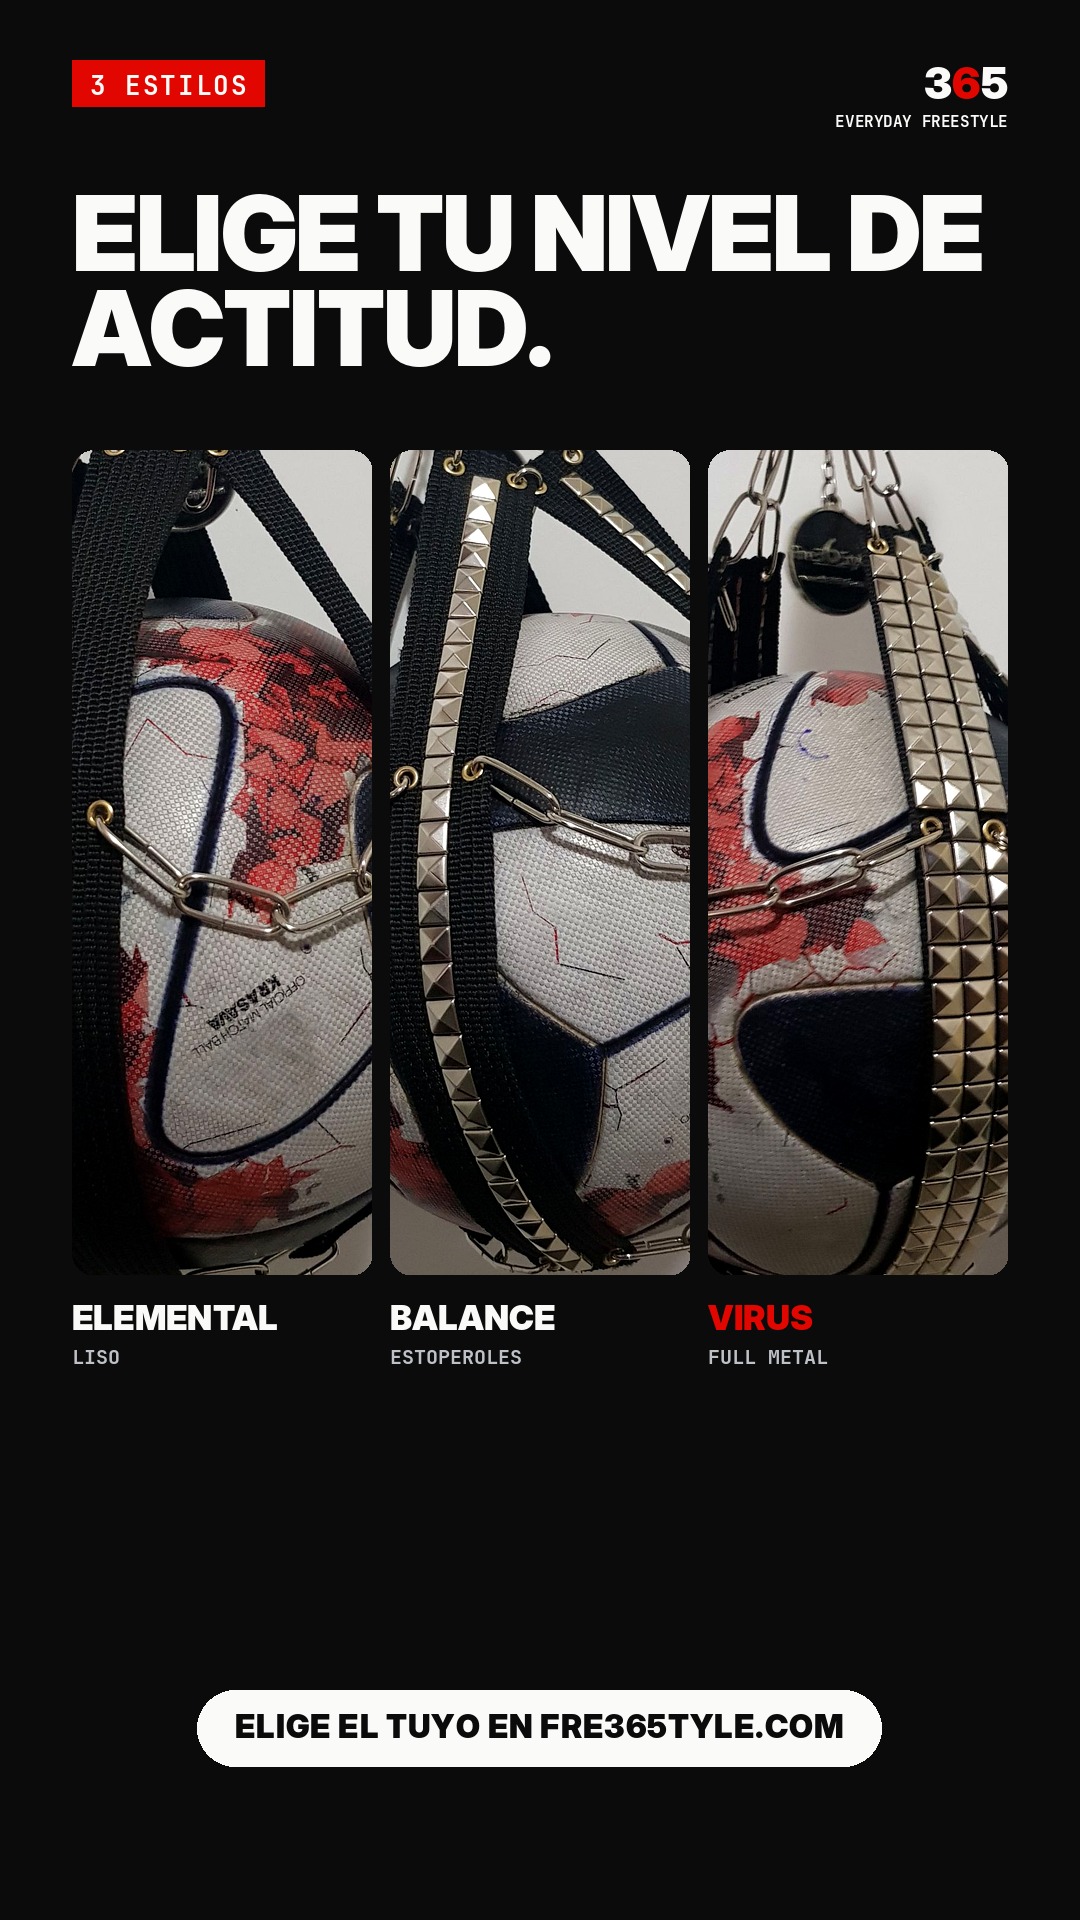 3 ESTILOS
365
EVERYDAY FREESTYLE
ELIGE TU NIVEL DE
ACTITUD.
OFFICIAL MATCH BALL
KRASAVA
ELEMENTAL
BALANCE
VIRUS
LISO
ESTOPEROLES
FULL METAL
ELIGE EL TUYO EN FRE365TYLE.COM